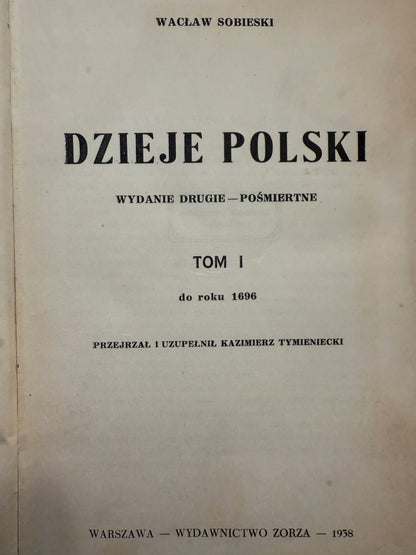 WACŁAW SOBIESKI
DZIEJE POLSKI
WYDANIE DRUGIE — POŚMIERTNE
TOM I
do roku 1696
PRZEJRZAŁ I UZUPEŁNIŁ KAZIMIERZ TYMIENIECKI
WARSZAWA — WYDAWNICTWO ZORZA — 1938